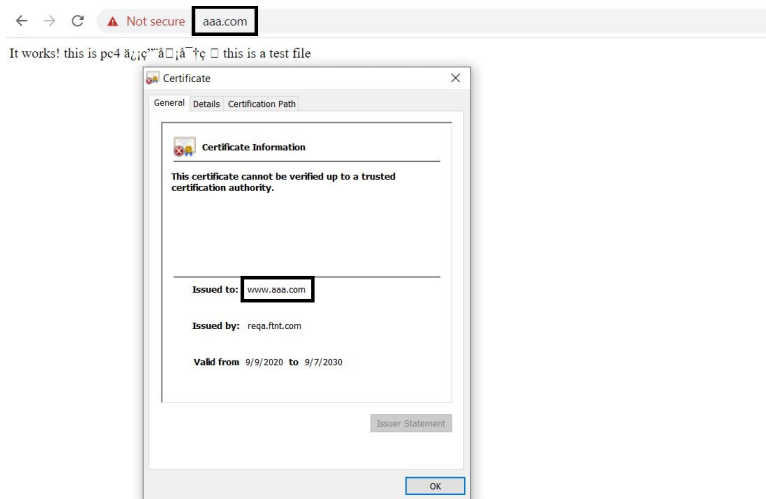 Not secure aaa.com
It works! this is pc4 ä¿¡ç”¨å□¡å¯†ç □ this is a test file
Certificate
General Details Certification Path
Certificate Information
This certificate cannot be verified up to a trusted
certification authority.
Issued to: www.aaa.com
Issued by: reqa.ftnt.com
Valid from 9/9/2020 to 9/7/2030
Issuer Statement
OK